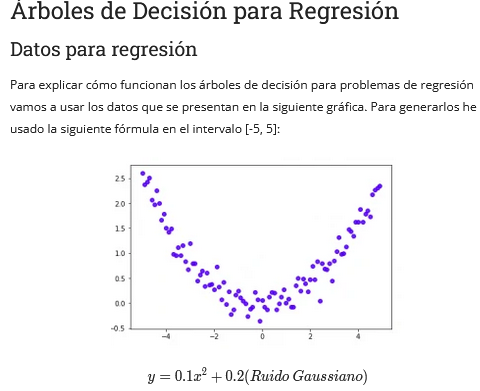 Árboles de Decisión para Regresión
Datos para regresión
Para explicar cómo funcionan los árboles de decisión para problemas de regresión
vamos a usar los datos que se presentan en la siguiente gráfica. Para generarlos he
usado la siguiente fórmula en el intervalo [-5, 5]:
2.5
2.0
1.5
1.0
0.5
0.0
-0.5
−4 −2 0 2 4
y = 0.1x² + 0.2(Ruido Gaussiano)